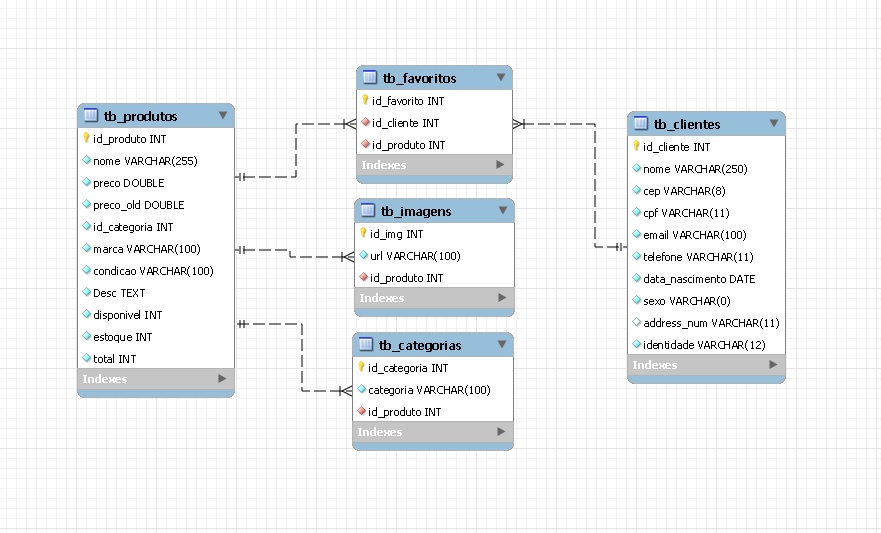 tb_produtos
id_produto INT
nome VARCHAR(255)
preco DOUBLE
preco_old DOUBLE
id_categoria INT
marca VARCHAR(100)
condicao VARCHAR(100)
Desc TEXT
disponivel INT
estoque INT
total INT
Indexes
tb_favoritos
id_favorito INT
id_cliente INT
id_produto INT
Indexes
tb_imagens
id_img INT
url VARCHAR(100)
id_produto INT
Indexes
tb_categorias
id_categoria INT
categoria VARCHAR(100)
id_produto INT
Indexes
tb_clientes
id_cliente INT
nome VARCHAR(250)
cep VARCHAR(8)
cpf VARCHAR(11)
email VARCHAR(100)
telefone VARCHAR(11)
data_nascimento DATE
sexo VARCHAR(0)
address_num VARCHAR(11)
identidade VARCHAR(12)
Indexes